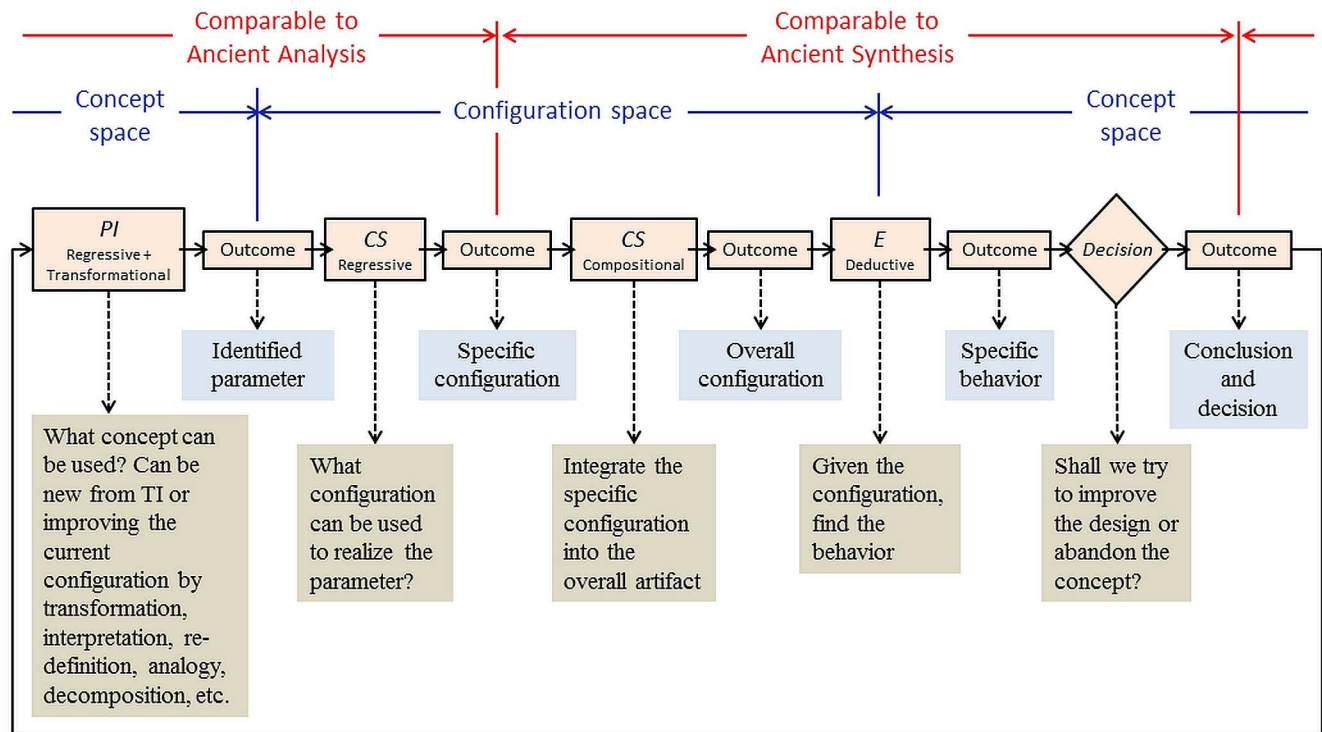 Comparable to
Ancient Analysis
Comparable to
Ancient Synthesis
Concept
space
Configuration space
Concept
space
PI
Regressive +
Transformational
Outcome
CS
Regressive
Outcome
CS
Compositional
Outcome
E
Deductive
Outcome
Decision
Outcome
Identified
parameter
Specific
configuration
Overall
configuration
Specific
behavior
Conclusion
and
decision
What concept can
be used? Can be
new from TI or
improving the
current
configuration by
transformation,
interpretation, re-
definition, analogy,
decomposition, etc.
What
configuration
can be used
to realize the
parameter?
Integrate the
specific
configuration
into the
overall artifact
Given the
configuration,
find the
behavior
Shall we try
to improve
the design or
abandon the
concept?